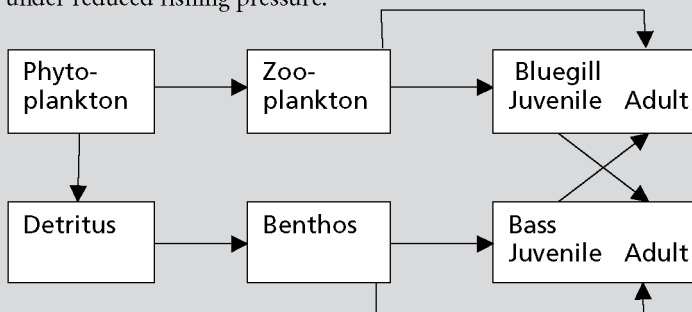 under reduced fishing pressure.
Phyto-
plankton
Zoo-
plankton
Bluegill
Juvenile Adult
Detritus
Benthos
Bass
Juvenile Adult